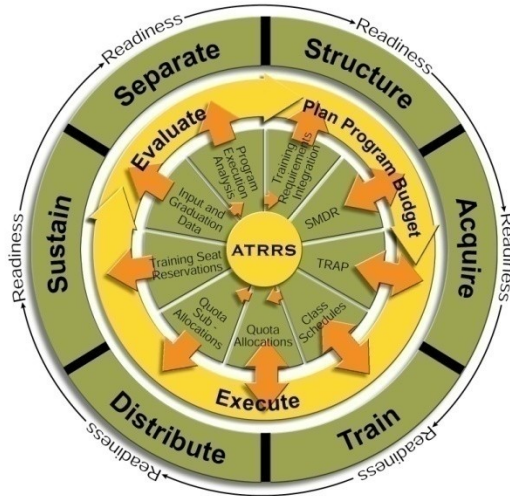 Readiness
Readiness
Readiness
Readiness
Readiness
Readiness
Readiness
Readiness
Structure
Acquire
Train
Distribute
Sustain
Separate
Plan Program Budget
Execute
Evaluate
Training
Requirements
Integration
SMDR
TRAP
Class
Schedules
Quota
Allocations
Quota
Sub -
Allocations
Training Seat
Reservations
Input and
Graduation
Data
Program
Execution
Analysis
ATRRS